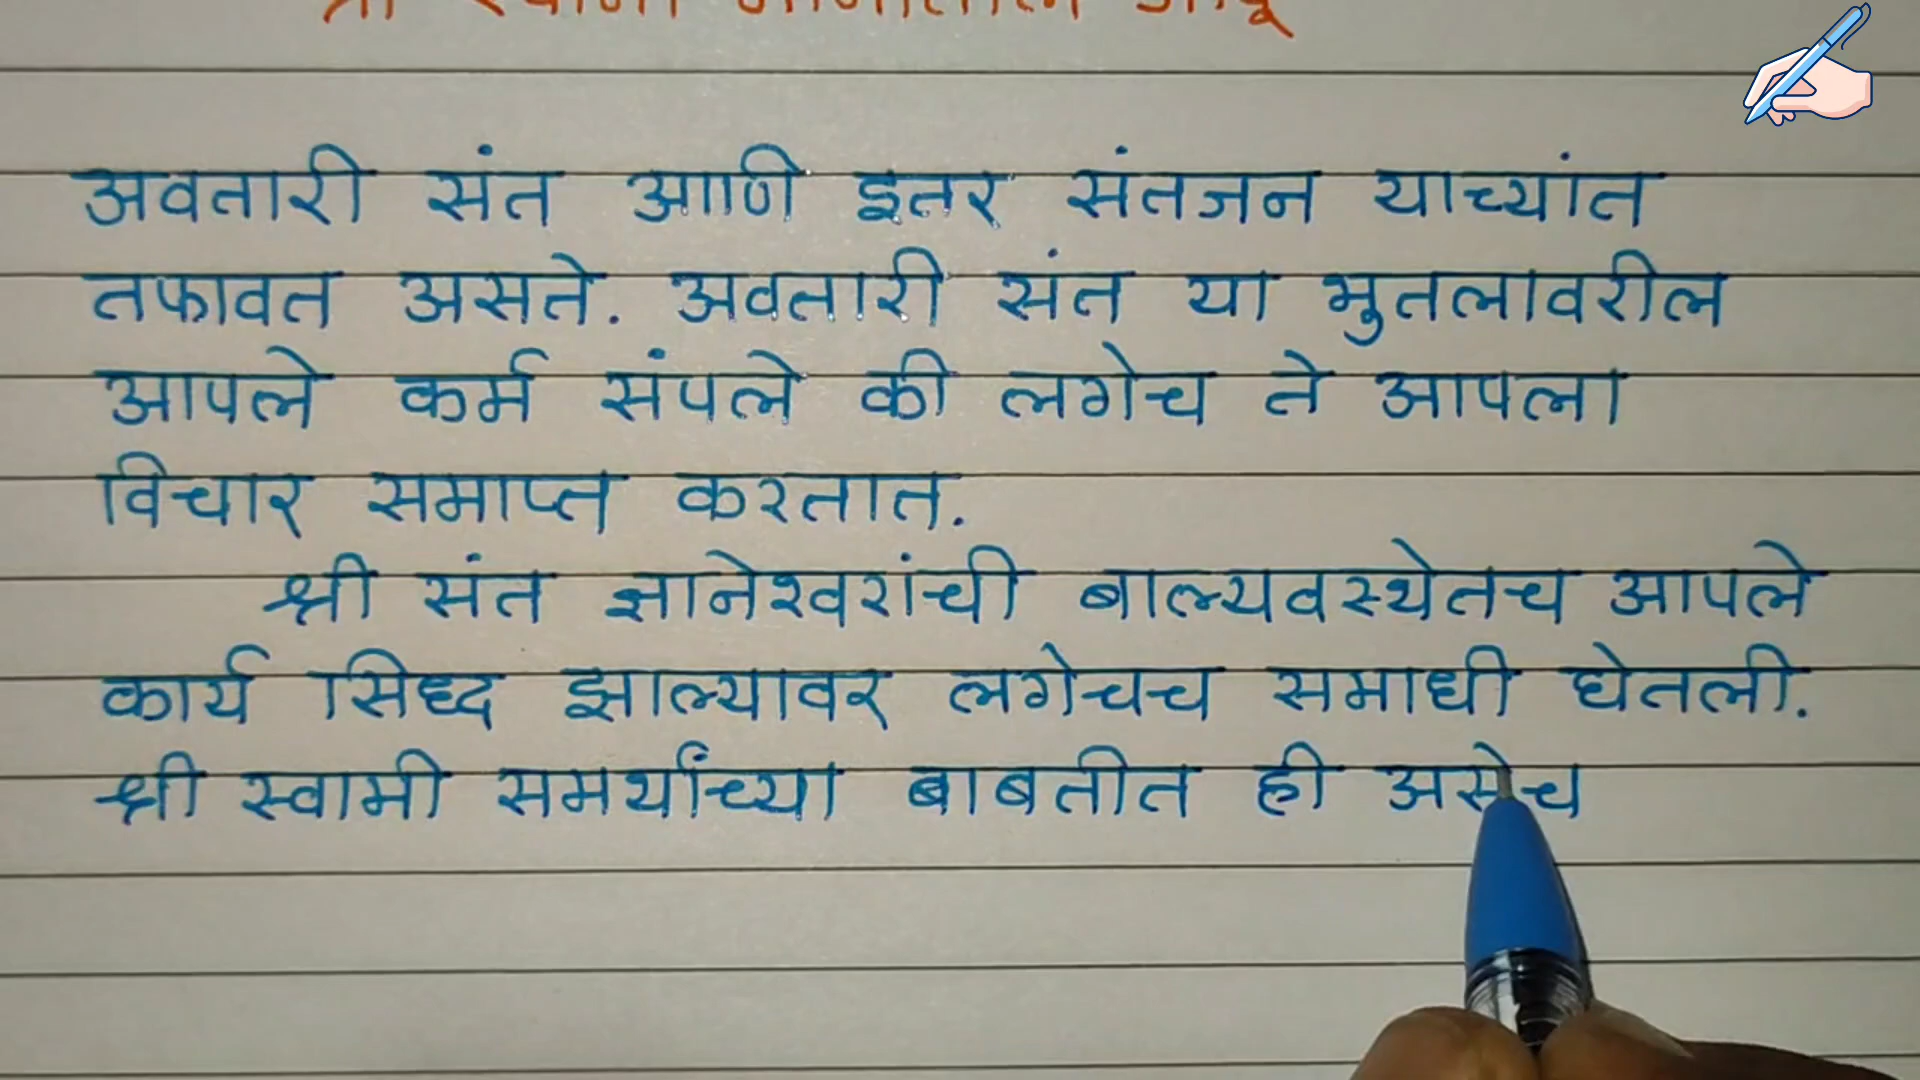 श्री स्वामी
अवतारी संत आणि इतर संतजन याच्यांत
तफावत असते. अवतारी संत या भुतलावरील
आपले कर्म संपले की लगेच ते आपला
विचार समाप्त करतात.
श्री संत ज्ञानेश्वरांची बाल्यवस्थेतच आपले
कार्य सिध्द झाल्यावर लगेचच समाधी घेतली.
श्री स्वामी समर्थांच्या बाबतीत ही असेच